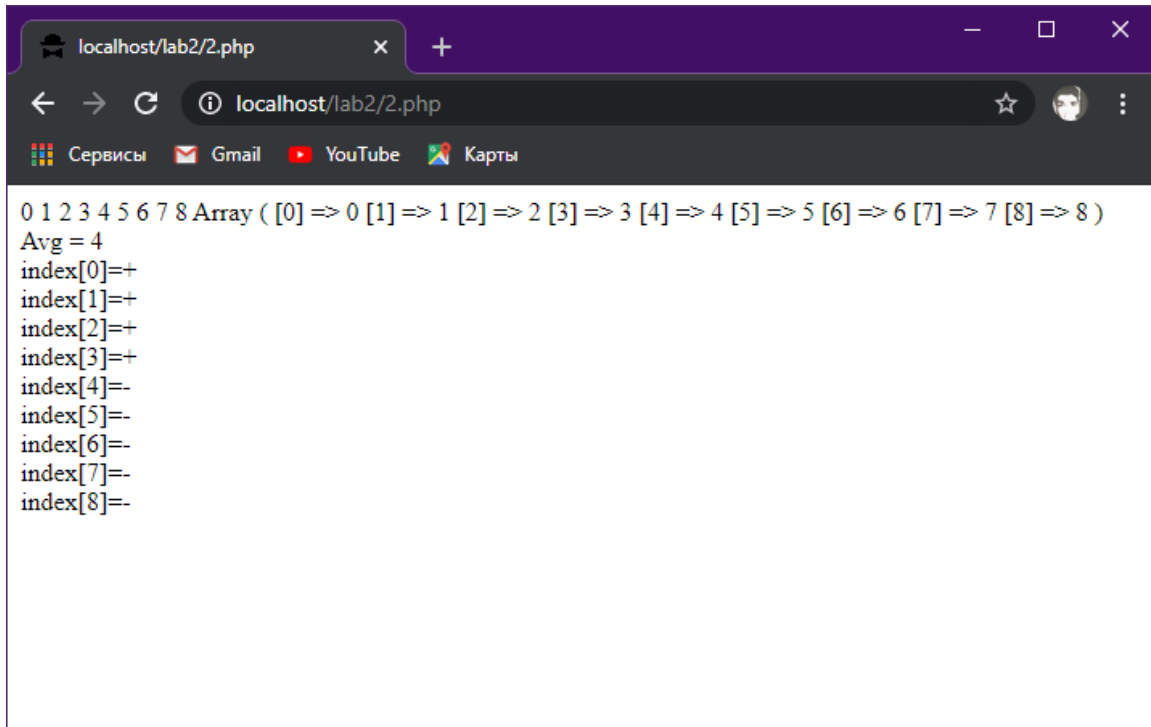 localhost/lab2/2.php
localhost/lab2/2.php
Сервисы Gmail YouTube Карты
0 1 2 3 4 5 6 7 8 Array ( [0] => 0 [1] => 1 [2] => 2 [3] => 3 [4] => 4 [5] => 5 [6] => 6 [7] => 7 [8] => 8 )
Avg = 4
index[0]=+
index[1]=+
index[2]=+
index[3]=+
index[4]=-
index[5]=-
index[6]=-
index[7]=-
index[8]=-